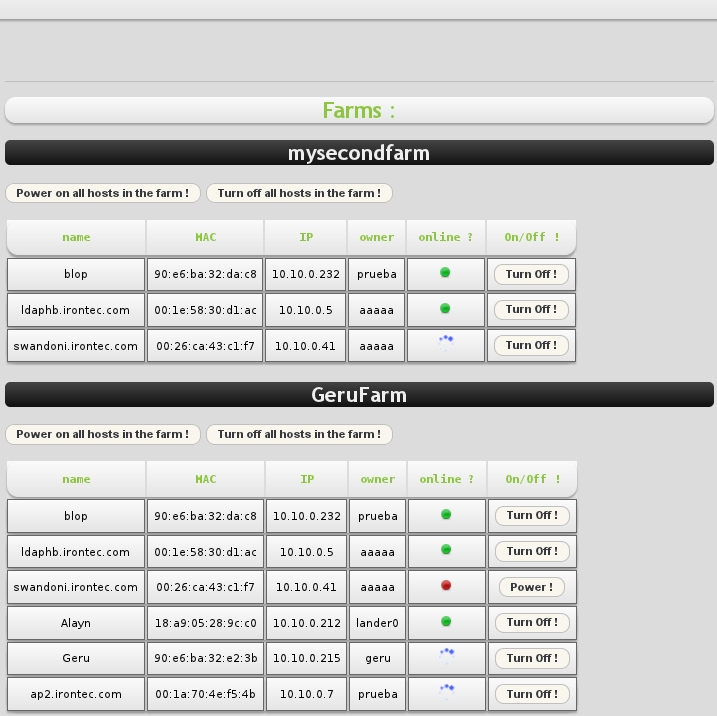 Farms :
mysecondfarm
Power on all hosts in the farm ! Turn off all hosts in the farm !
name MAC IP owner online ? On/Off !
blop 90:e6:ba:32:da:c8 10.10.0.232 prueba Turn Off !
ldaphb.irontec.com 00:1e:58:30:d1:ac 10.10.0.5 aaaaa Turn Off !
swandoni.irontec.com 00:26:ca:43:c1:f7 10.10.0.41 aaaaa Turn Off !
GeruFarm
Power on all hosts in the farm ! Turn off all hosts in the farm !
name MAC IP owner online ? On/Off !
blop 90:e6:ba:32:da:c8 10.10.0.232 prueba Turn Off !
ldaphb.irontec.com 00:1e:58:30:d1:ac 10.10.0.5 aaaaa Turn Off !
swandoni.irontec.com 00:26:ca:43:c1:f7 10.10.0.41 aaaaa Power !
Alayn 18:a9:05:28:9c:c0 10.10.0.212 lander0 Turn Off !
Geru 90:e6:ba:32:e2:3b 10.10.0.215 geru Turn Off !
ap2.irontec.com 00:1a:70:4e:f5:4b 10.10.0.7 prueba Turn Off !